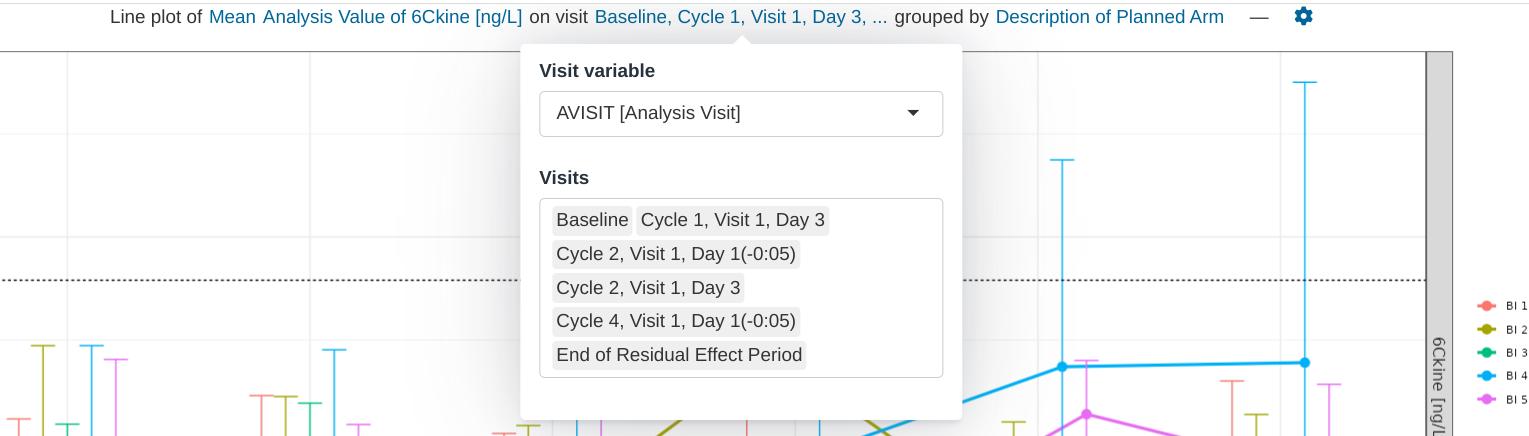 Line plot of Mean Analysis Value of 6Ckine [ng/L] on visit Baseline, Cycle 1, Visit 1, Day 3, ... grouped by Description of Planned Arm —
Visit variable
AVISIT [Analysis Visit]
Visits
Baseline Cycle 1, Visit 1, Day 3
Cycle 2, Visit 1, Day 1(-0:05)
Cycle 2, Visit 1, Day 3
Cycle 4, Visit 1, Day 1(-0:05)
End of Residual Effect Period
6Ckine [ng/L
BI 1
BI 2
BI 3
BI 4
BI 5